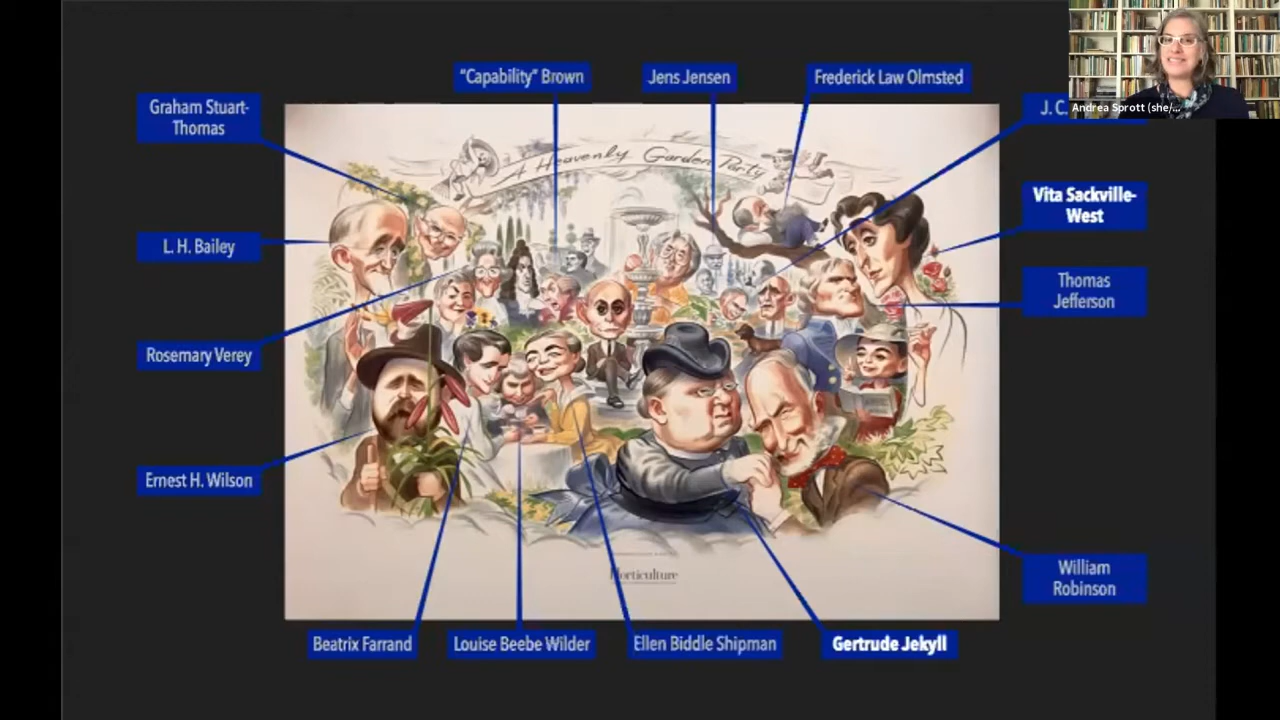 Andrea Sprott (she/...
"Capability" Brown
Jens Jensen
Frederick Law Olmsted
Graham Stuart-
Thomas
J. C.
A Heavenly Garden Party
Vita Sackville-
West
L. H. Bailey
Thomas
Jefferson
Rosemary Verey
Ernest H. Wilson
Horticulture
William
Robinson
Beatrix Farrand
Louise Beebe Wilder
Ellen Biddle Shipman
Gertrude Jekyll